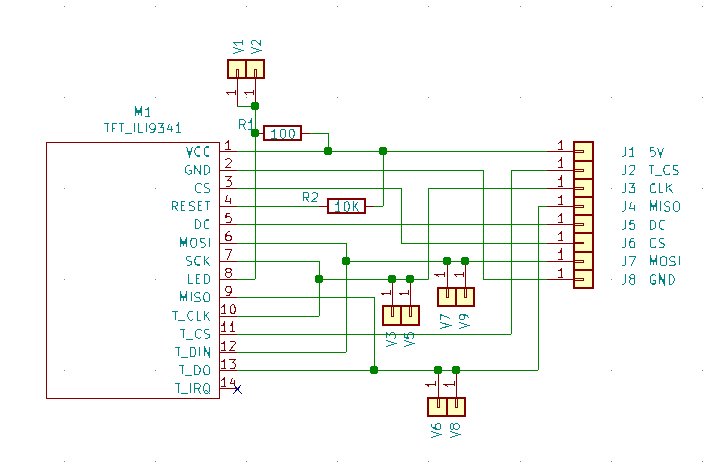 V1
V2
1
1
M1
TFT_ILI9341
R1
100
VCC 1
GND 2
CS 3
RESET 4
DC 5
MOSI 6
SCK 7
LED 8
MISO 9
T_CLK 10
T_CS 11
T_DIN 12
T_DO 13
T_IRQ 14
R2
10K
1 J1 5V
1 J2 T_CS
1 J3 CLK
1 J4 MISO
1 J5 DC
1 J6 CS
1 J7 MOSI
1 J8 GND
1
1
V7
V9
1
1
V3
V5
1
1
V6
V8